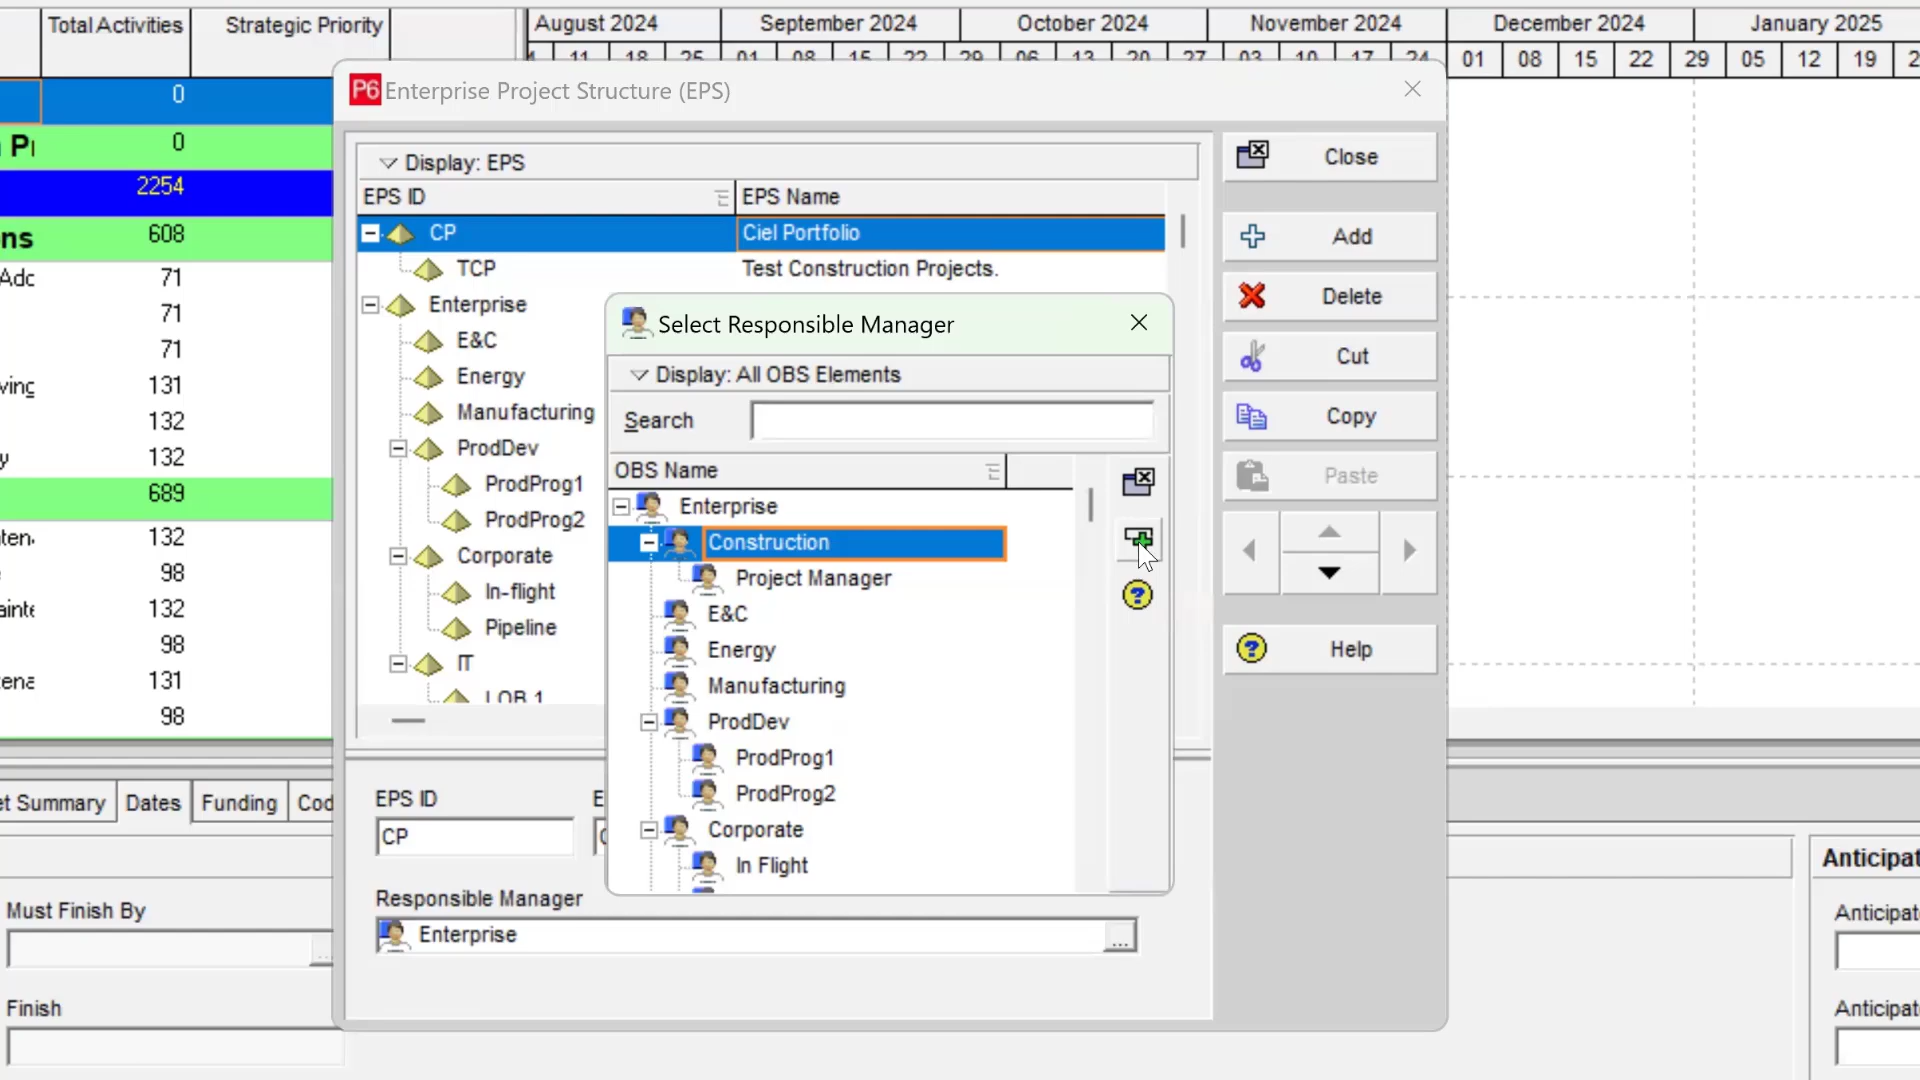 Total Activities
Strategic Priority
August 2024
September 2024
October 2024
November 2024
December 2024
January 2025
11 18 25 01 08 15 22 29 06 13 20 27 03 10 17 24 01 08 15 22 29 05 12 19
0
0
2254
ns
608
71
71
71
ving
131
132
y
132
689
132
98
132
98
131
98
P6 Enterprise Project Structure (EPS)
Display: EPS
EPS ID
EPS Name
CP
Ciel Portfolio
TCP
Test Construction Projects.
Enterprise
E&C
Energy
Manufacturing
ProdDev
ProdProg1
ProdProg2
Corporate
In-flight
Pipeline
IT
LOB 1
Close
Add
Delete
Cut
Copy
Paste
Help
Select Responsible Manager
Display: All OBS Elements
Search
OBS Name
Enterprise
Construction
Project Manager
E&C
Energy
Manufacturing
ProdDev
ProdProg1
ProdProg2
Corporate
In Flight
EPS ID
CP
Responsible Manager
Enterprise
...
et Summary
Dates
Funding
Cod
Must Finish By
Finish
Anticipat
Anticipat
Anticipat